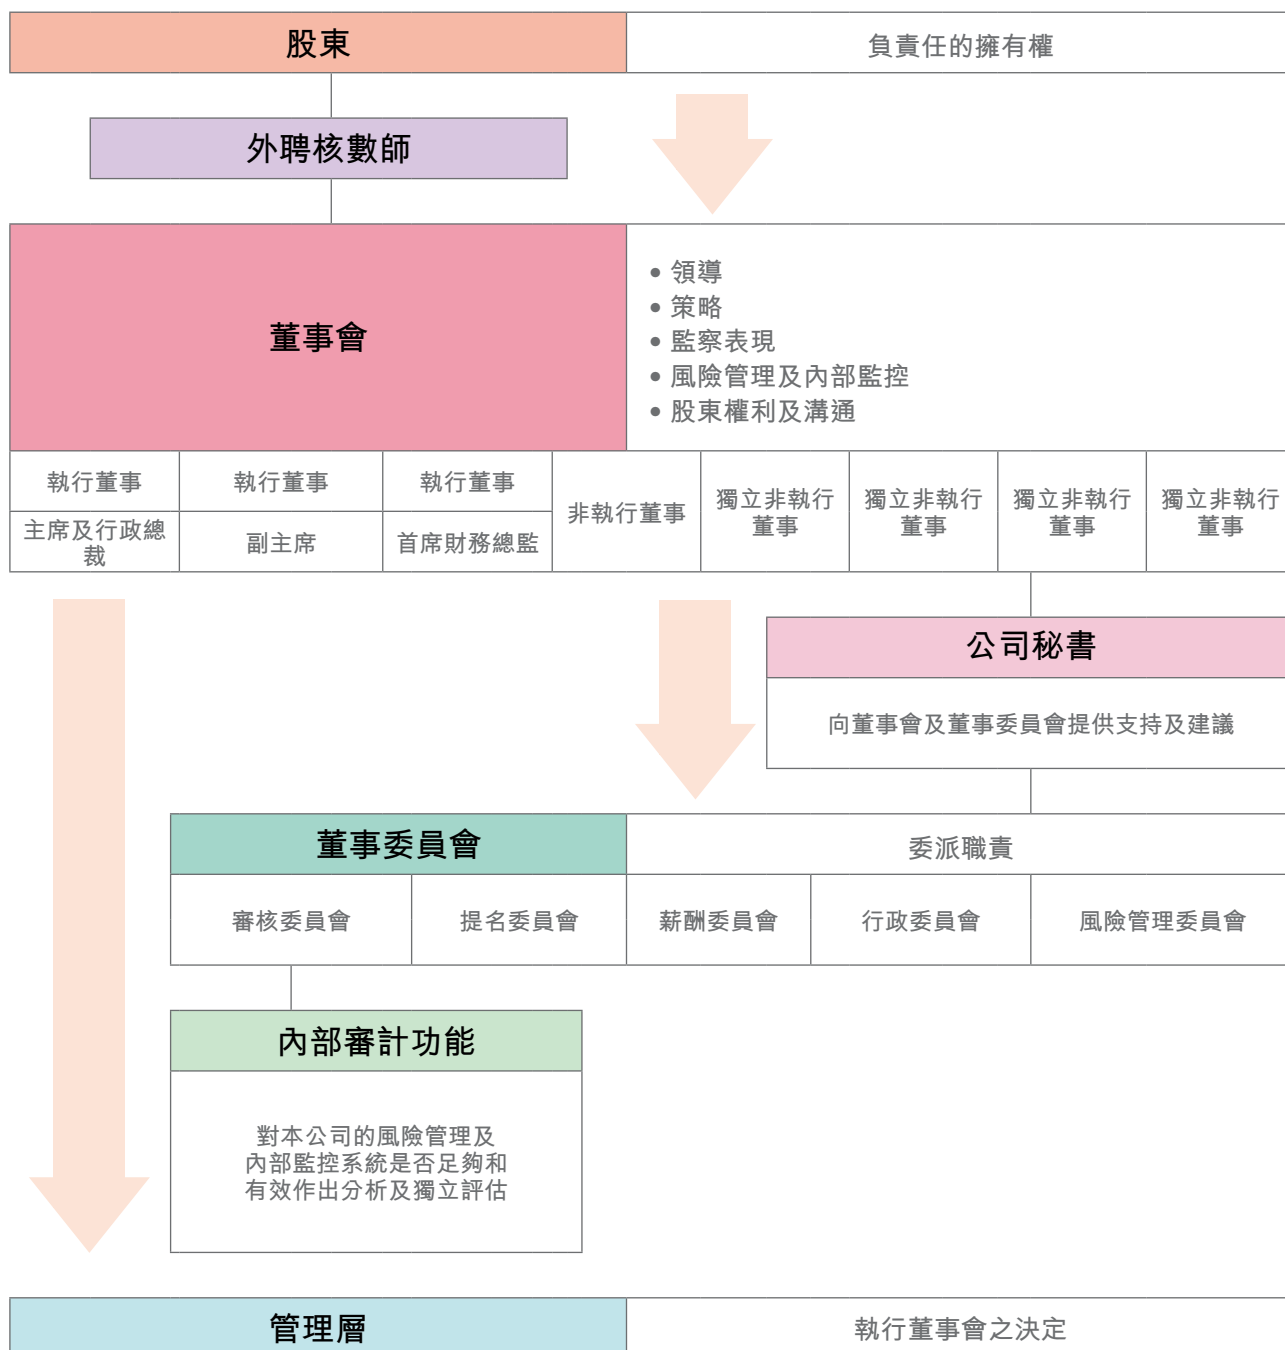 股東
負責任的擁有權
外聘核數師
董事會
• 領導
• 策略
• 監察表現
• 風險管理及內部監控
• 股東權利及溝通
執行董事
執行董事
執行董事
非執行董事
獨立非執行
董事
獨立非執行
董事
獨立非執行
董事
獨立非執行
董事
主席及行政總
裁
副主席
首席財務總監
公司秘書
向董事會及董事委員會提供支持及建議
董事委員會
委派職責
審核委員會
提名委員會
薪酬委員會
行政委員會
風險管理委員會
內部審計功能
對本公司的風險管理及
內部監控系統是否足夠和
有效作出分析及獨立評估
管理層
執行董事會之決定